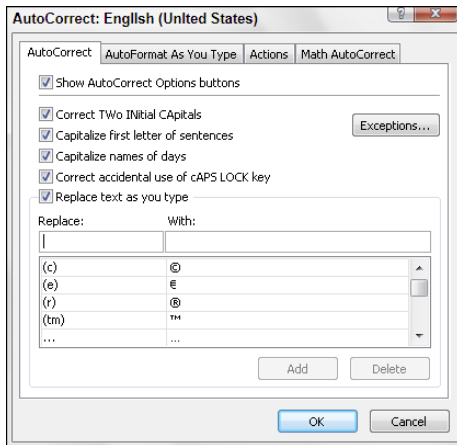 AutoCorrect: English (United States)
AutoCorrect AutoFormat As You Type Actions Math AutoCorrect
Show AutoCorrect Options buttons
Correct TWo INitial CApitals
Exceptions...
Capitalize first letter of sentences
Capitalize names of days
Correct accidental use of cAPS LOCK key
Replace text as you type
Replace: With:
(c) ©
(e) €
(r) ®
(tm) ™
... …
Add Delete
OK Cancel